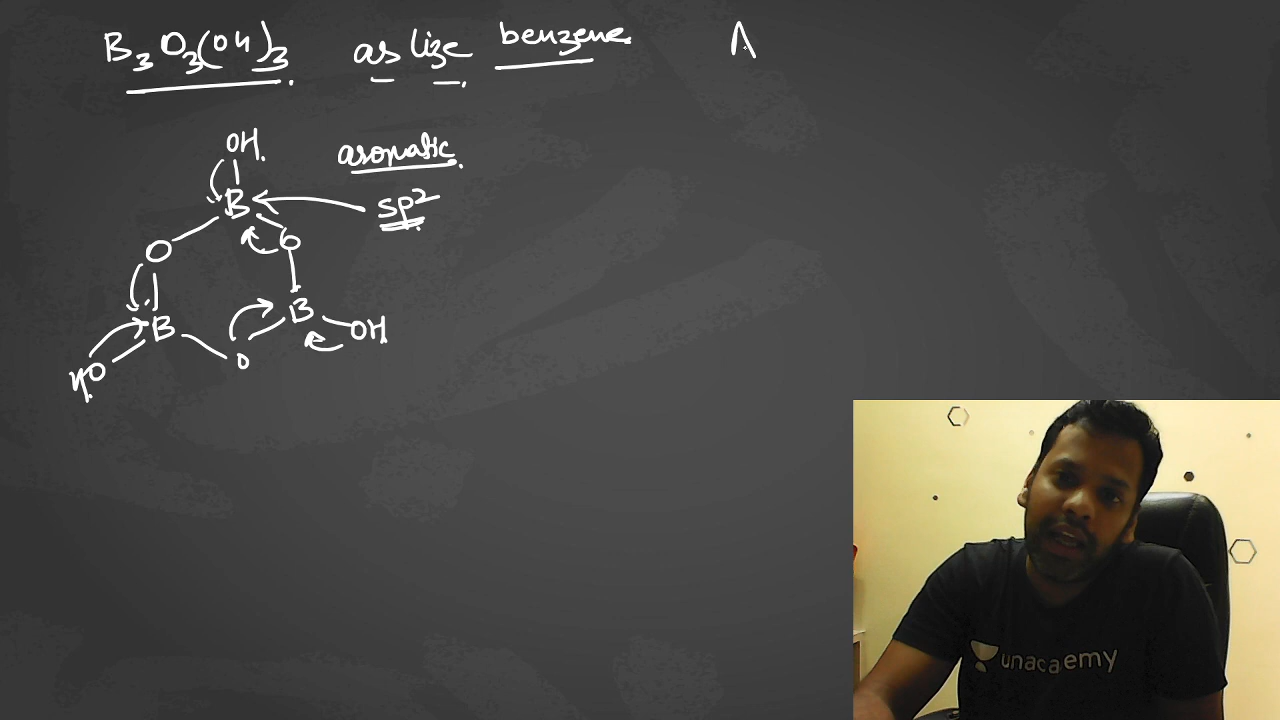 B3O3(OH)3 as like benzene A
OH
aromatic
B sp2
O O
B B OH
HO O
unacademy